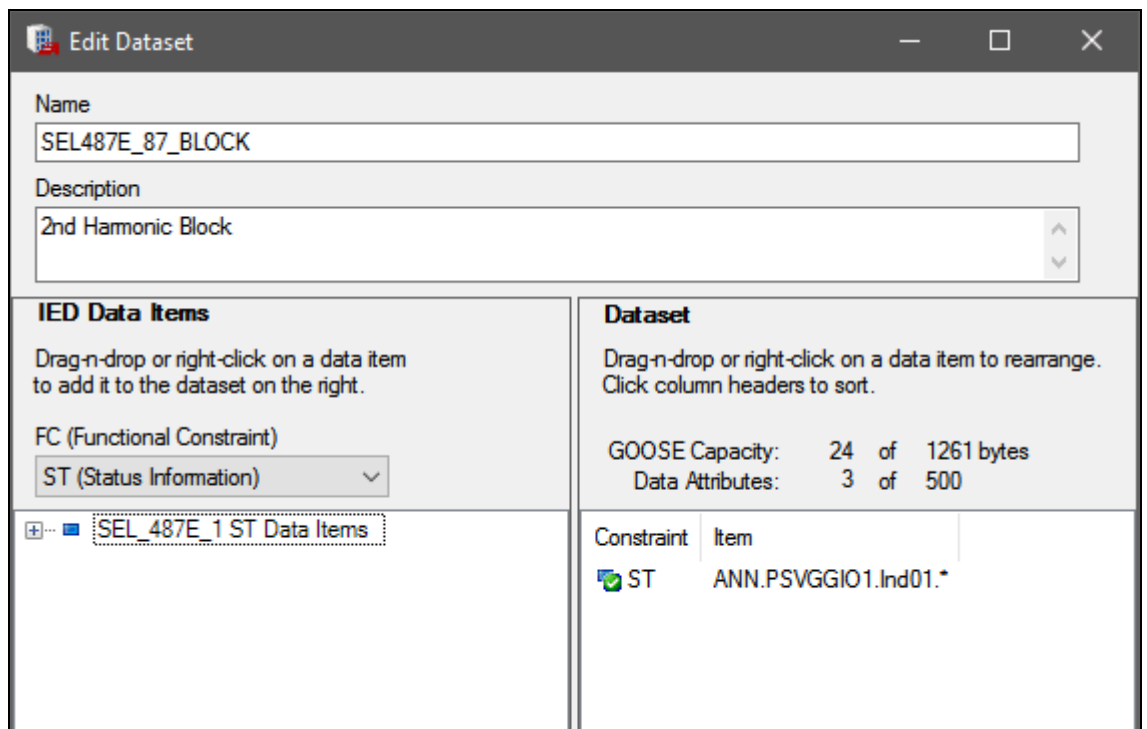 Edit Dataset
Name
SEL487E_87_BLOCK
Description
2nd Harmonic Block
IED Data Items
Drag-n-drop or right-click on a data item
to add it to the dataset on the right.
FC (Functional Constraint)
ST (Status Information)
SEL_487E_1 ST Data Items
Dataset
Drag-n-drop or right-click on a data item to rearrange.
Click column headers to sort.
GOOSE Capacity: 24 of 1261 bytes
Data Attributes: 3 of 500
Constraint Item
ST ANN.PSVGGIO1.Ind01.*